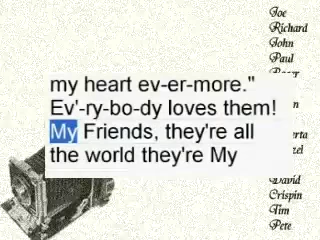 Joe
Richard
John
Paul
my heart ev-er-more."
Ev'-ry-bo-dy loves them!
My Friends, they're all
the world they're My
David
Crispin
Tim
Pete